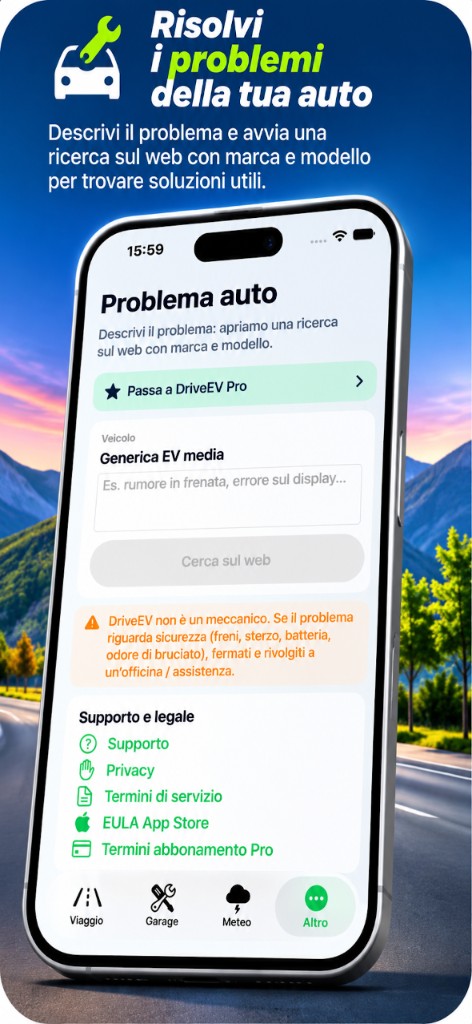 Risolvi
i problemi
della tua auto
Descrivi il problema e avvia una
ricerca sul web con marca e modello
per trovare soluzioni utili.
15:59
Problema auto
Descrivi il problema: apriamo una ricerca
sul web con marca e modello.
Passa a DriveEV Pro
Veicolo
Generica EV media
Es. rumore in frenata, errore sul display...
Cerca sul web
DriveEV non è un meccanico. Se il problema
riguarda sicurezza (freni, sterzo, batteria,
odore di bruciato), fermati e rivolgiti a
un'officina / assistenza.
Supporto e legale
Supporto
Privacy
Termini di servizio
EULA App Store
Termini abbonamento Pro
Viaggio
Garage
Meteo
Altro